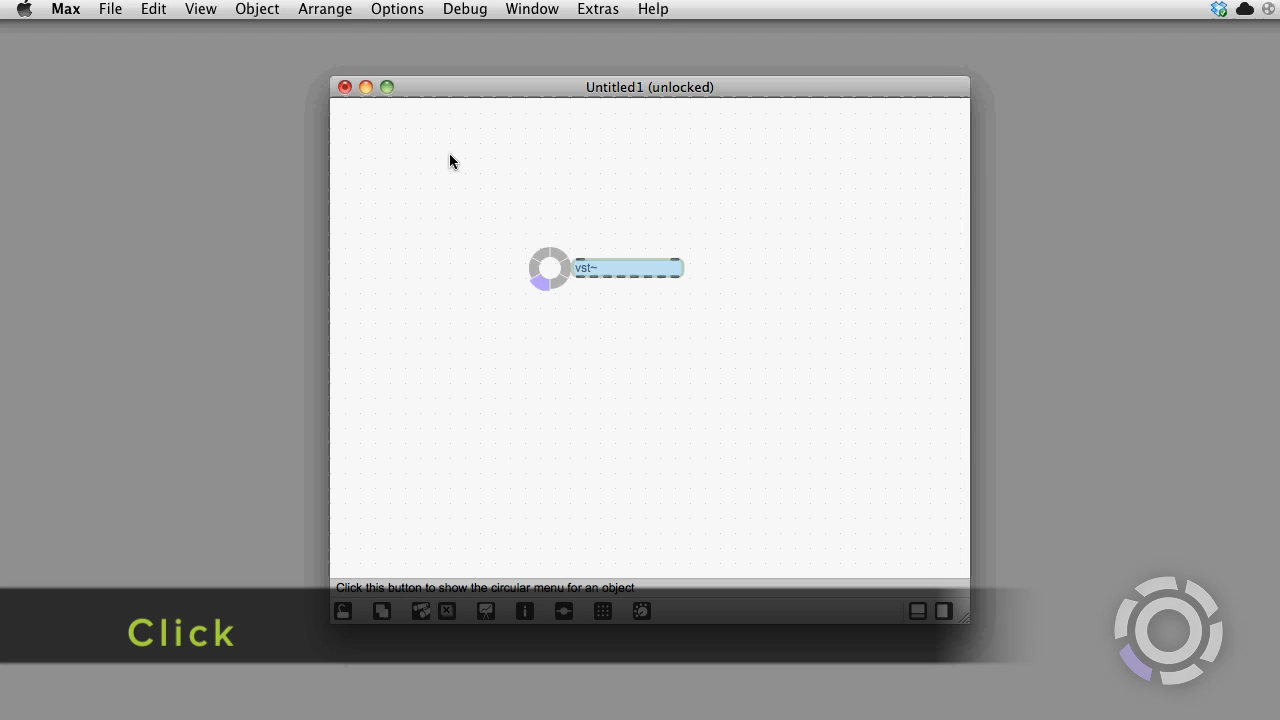 Max File Edit View Object Arrange Options Debug Window Extras Help
Untitled1 (unlocked)
vst~
Click this button to show the circular menu for an object
Click